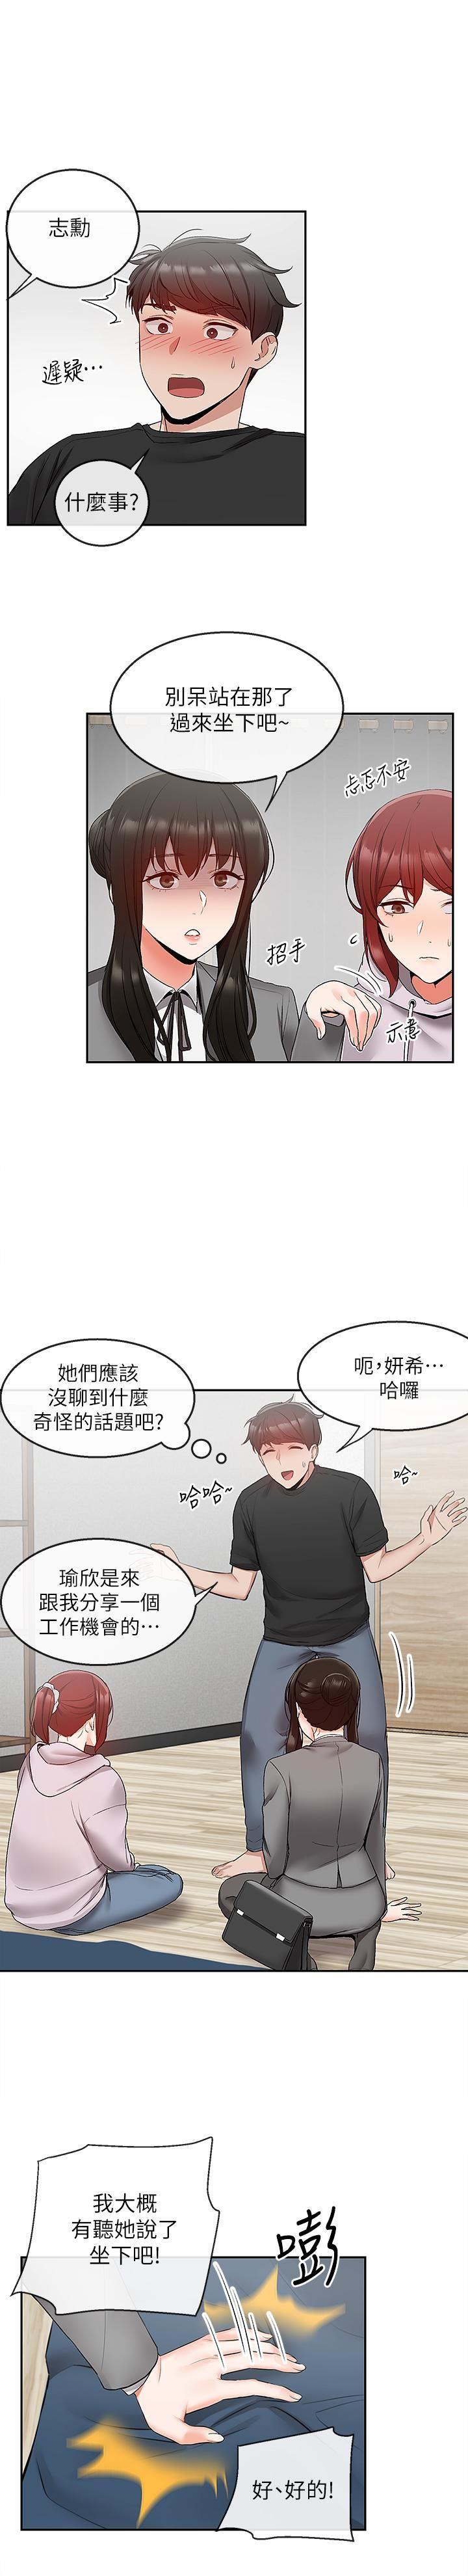 志勳
遲疑⋯
什麼事?
別呆站在那了
過來坐下吧~
忐忑不安
招手
示意
呃,妍希⋯
哈囉
她們應該
沒聊到什麼
奇怪的話題吧?
哈哈~
哈~
瑜欣是來
跟我分享一個
工作機會的⋯
我大概
有聽她說了
坐下吧!
嘭
好、好的!